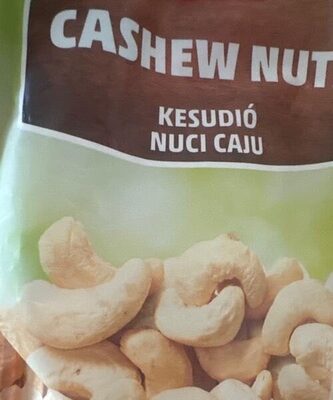 CASHEW NUT
KESUDIÓ
NUCI CAJU